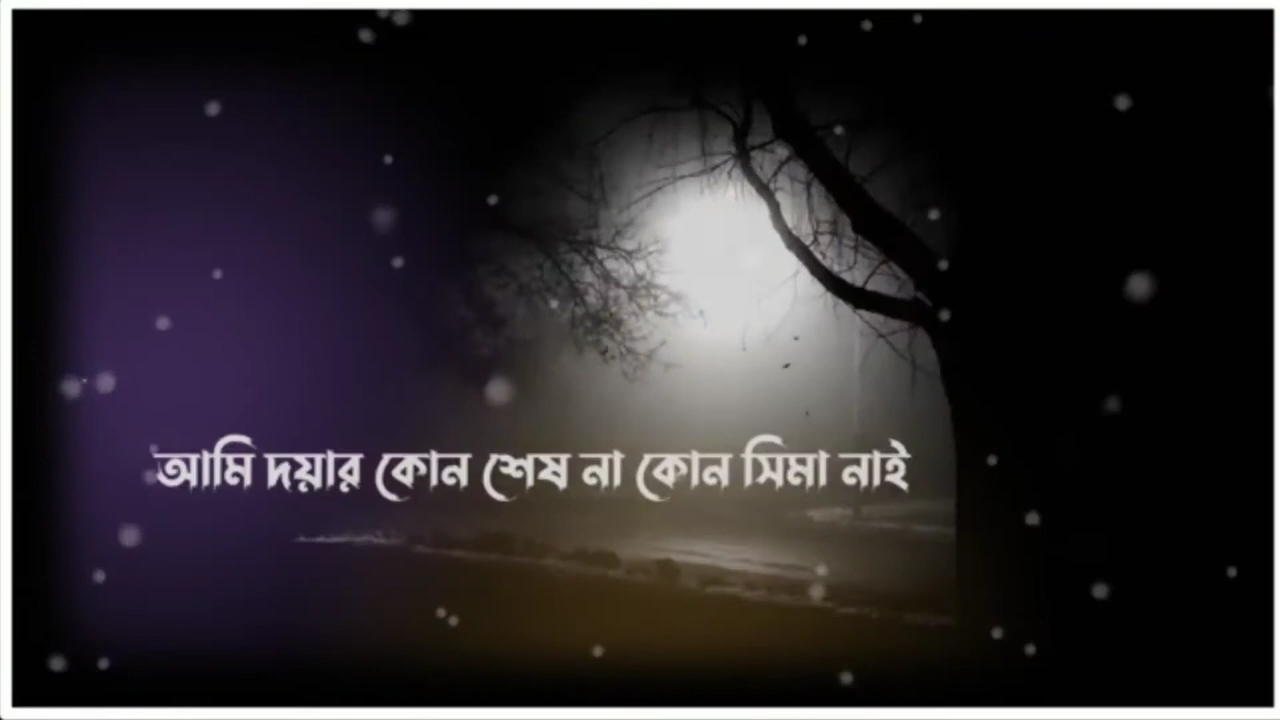 আমি দয়ার কোন শেষ না কোন সিমা নাই